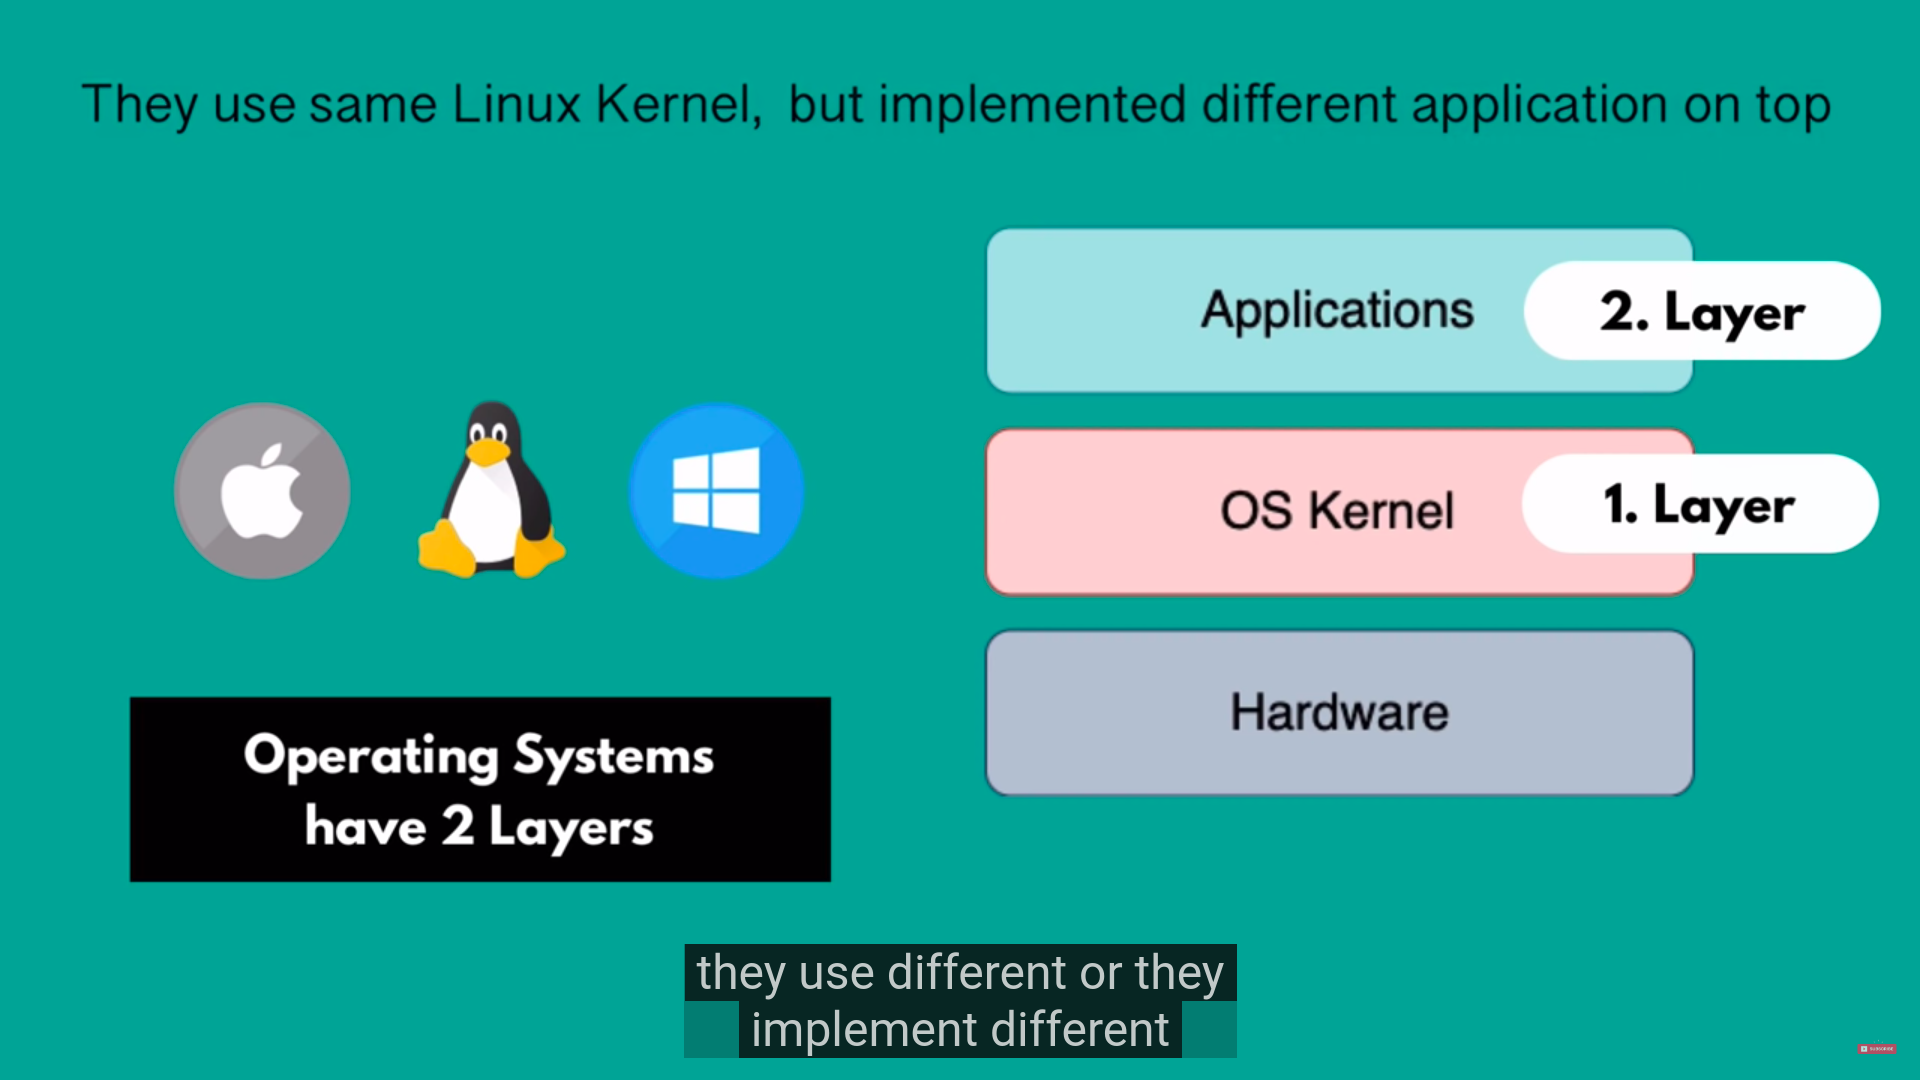 They use same Linux Kernel, but implemented different application on top
Applications
2. Layer
OS Kernel
1. Layer
Hardware
Operating Systems
have 2 Layers
they use different or they
implement different
SUBSCRIBE